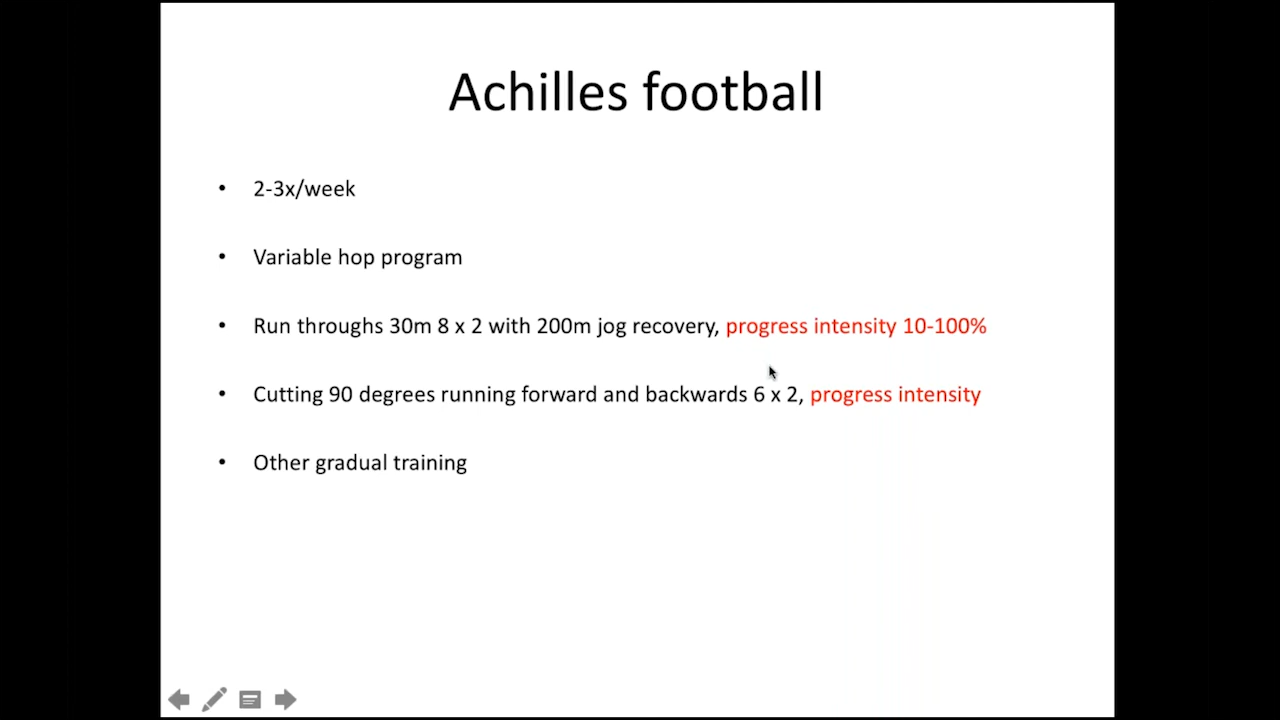 Achilles football
• 2-3x/week
• Variable hop program
• Run throughs 30m 8 x 2 with 200m jog recovery, progress intensity 10-100%
• Cutting 90 degrees running forward and backwards 6 x 2, progress intensity
• Other gradual training